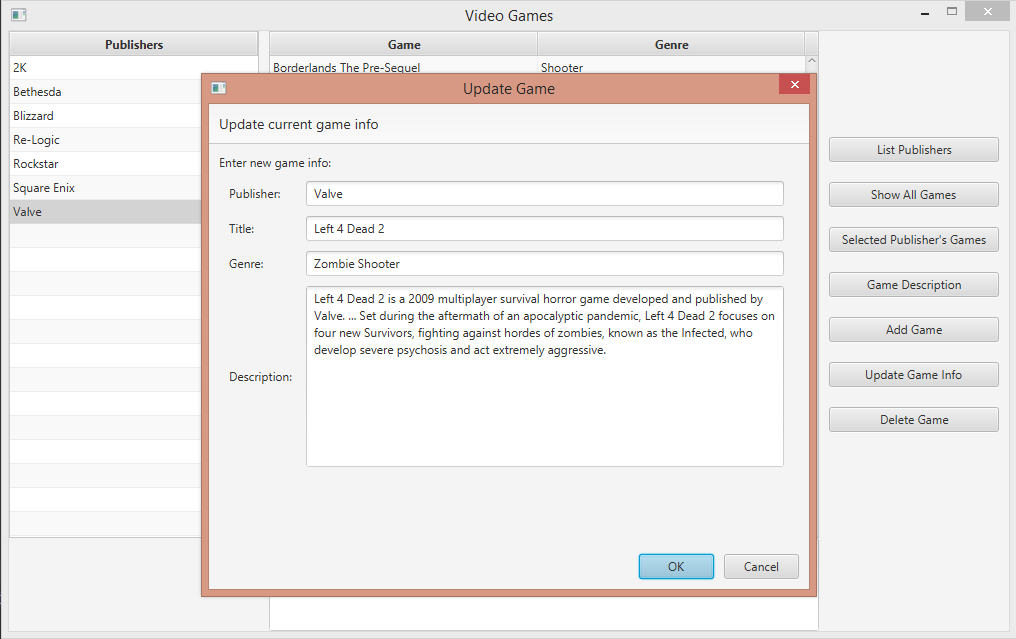 Video Games
Publishers
Game
Genre
2K
Borderlands The Pre-Sequel
Shooter
Bethesda
Blizzard
Re-Logic
Rockstar
Square Enix
Valve
Update Game
Update current game info
Enter new game info:
Publisher:
Valve
Title:
Left 4 Dead 2
Genre:
Zombie Shooter
Description:
Left 4 Dead 2 is a 2009 multiplayer survival horror game developed and published by
Valve. ... Set during the aftermath of an apocalyptic pandemic, Left 4 Dead 2 focuses on
four new Survivors, fighting against hordes of zombies, known as the Infected, who
develop severe psychosis and act extremely aggressive.
OK
Cancel
List Publishers
Show All Games
Selected Publisher's Games
Game Description
Add Game
Update Game Info
Delete Game